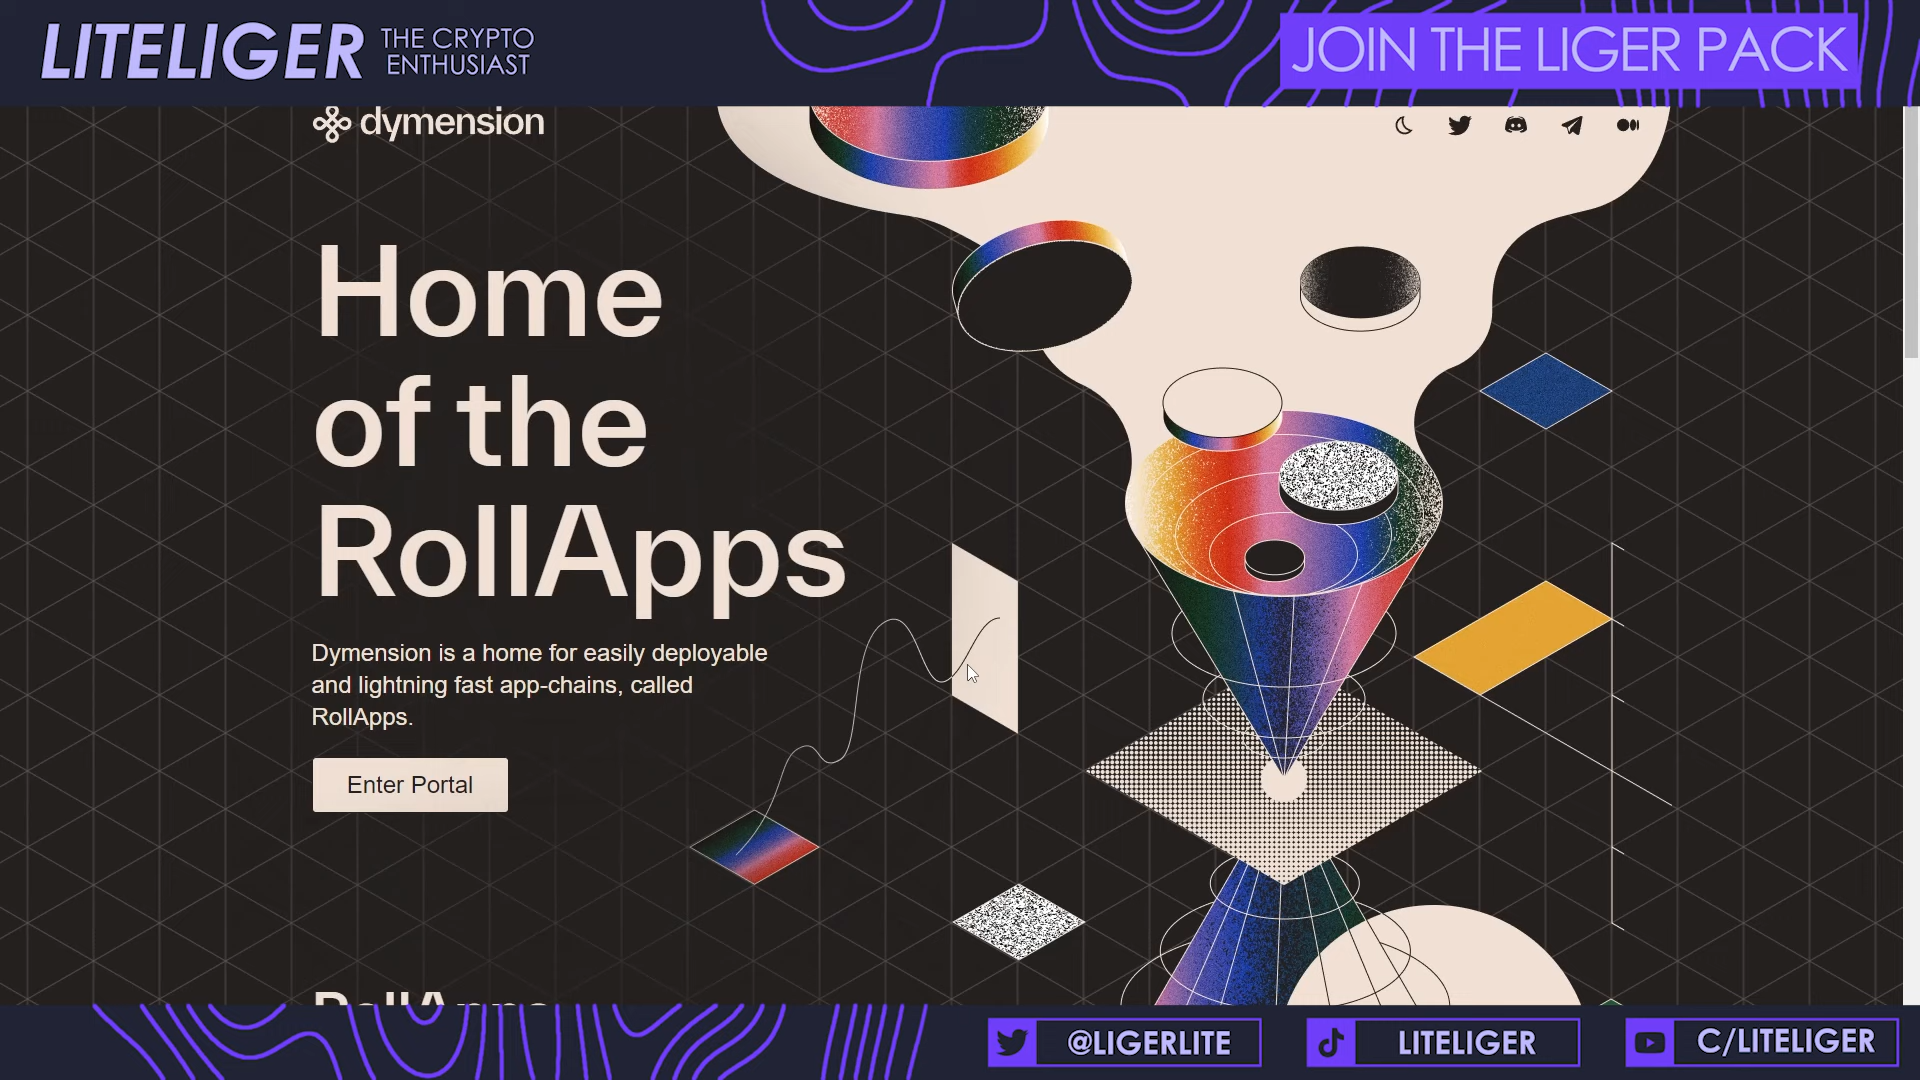 LITELIGER
THE CRYPTO
ENTHUSIAST
JOIN THE LIGER PACK
dymension
Home
of the
RollApps
Dymension is a home for easily deployable
and lightning fast app-chains, called
RollApps.
Enter Portal
RollApps
@LIGERLITE
LITELIGER
C/LITELIGER